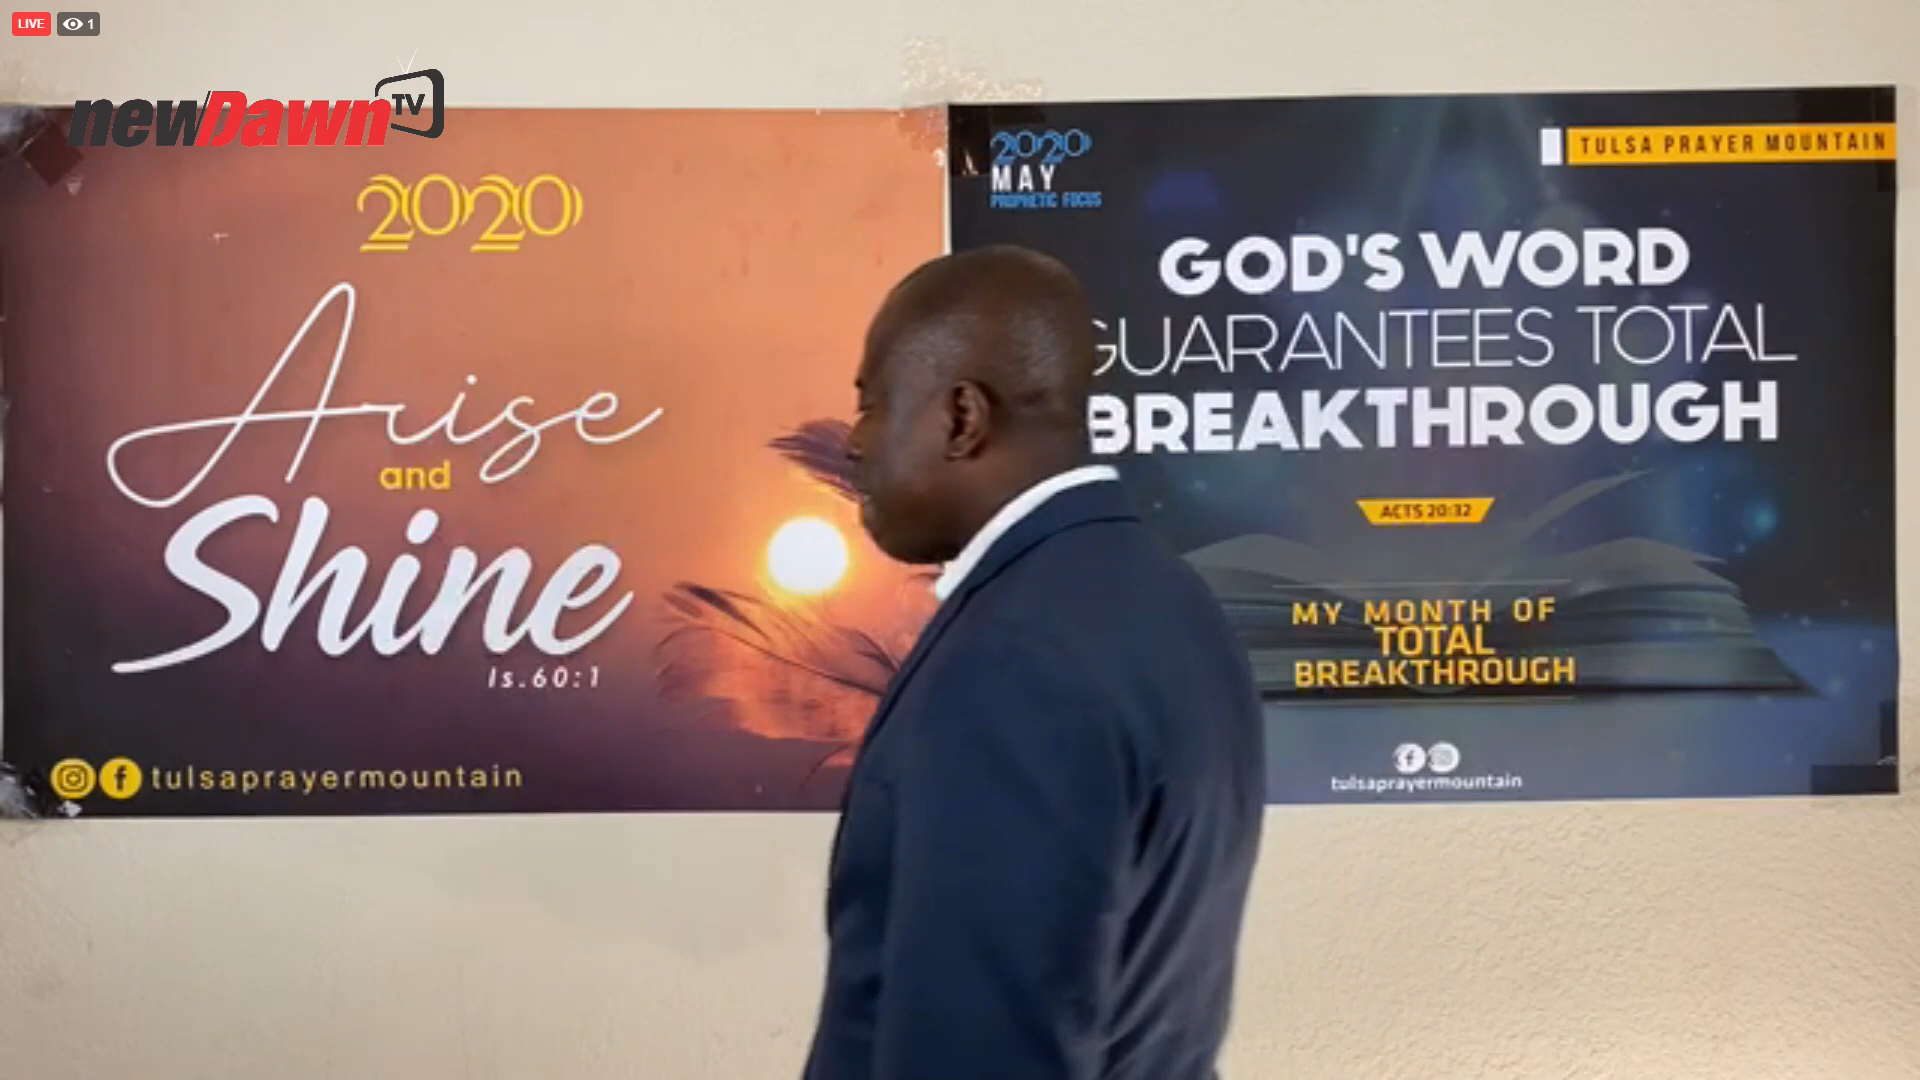 LIVE 1
newDawn TV
2020
Arise
and
Shine
Is.60:1
tulsaprayermountain
2020
MAY
PROPHETIC FOCUS
TULSA PRAYER MOUNTAIN
GOD'S WORD
GUARANTEES TOTAL
BREAKTHROUGH
ACTS 20:32
MY MONTH OF
TOTAL
BREAKTHROUGH
tulsaprayermountain